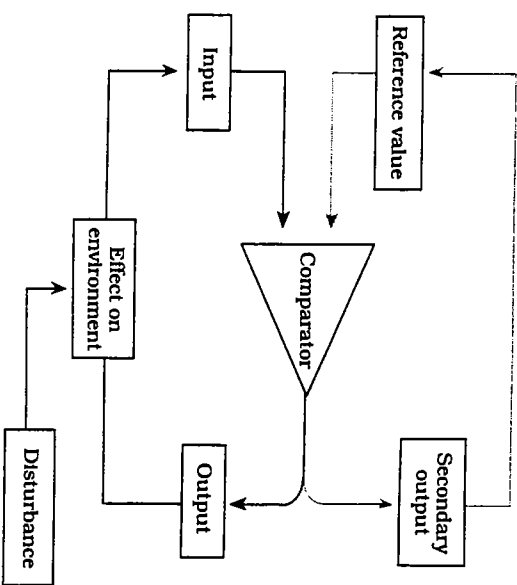 Reference value
Secondary
output
Comparator
Input
Output
Effect on
environment
Disturbance